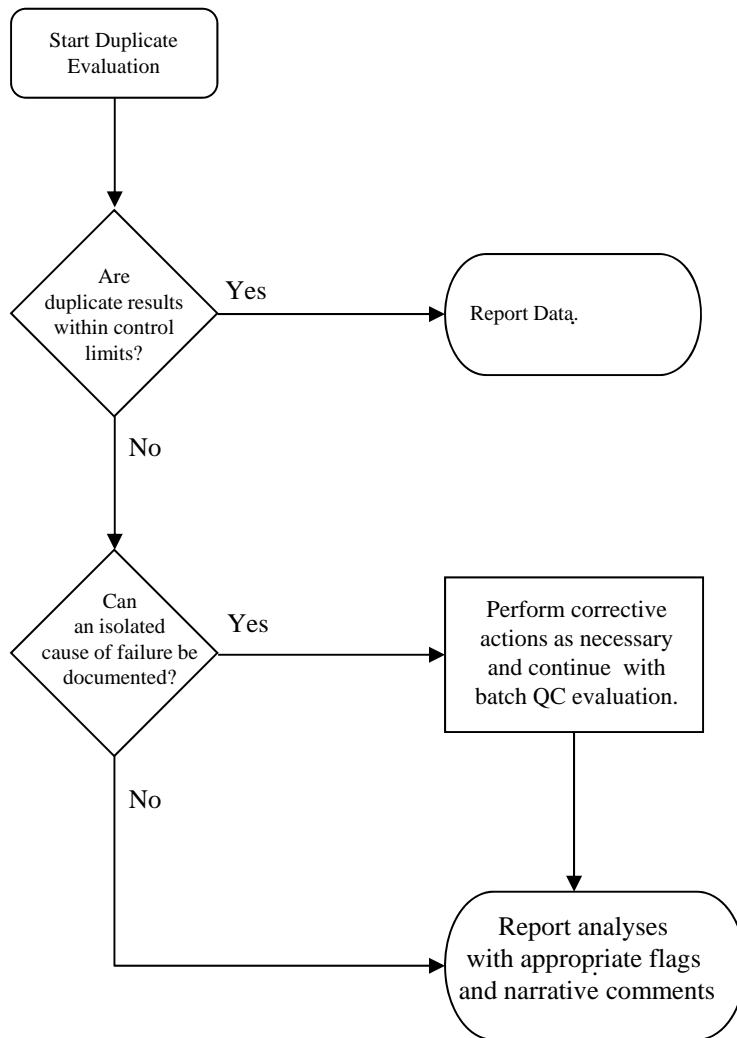 Start Duplicate
Evaluation
Are
duplicate results
within control
limits?
Yes
Report Data.
No
Can
an isolated
cause of failure be
documented?
Yes
Perform corrective
actions as necessary
and continue with
batch QC evaluation.
No
Report analyses
with appropriate flags
and narrative comments